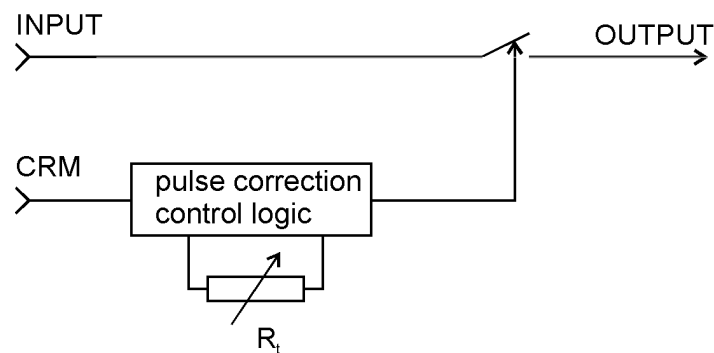 INPUT
OUTPUT
CRM
pulse correction
control logic
Rt